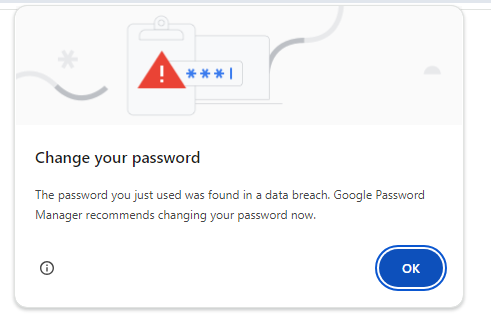 ***|
Change your password
The password you just used was found in a data breach. Google Password
Manager recommends changing your password now.
OK